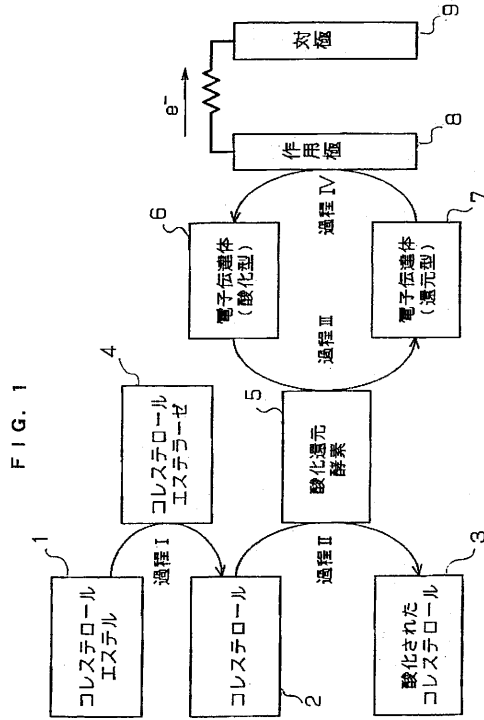 FIG. 1
1
コレステロール
エステル
過程 I
4
コレステロール
エステラーゼ
コレステロール
2
過程 II
5
酸化還元
酵素
酸化された
コレステロール
3
過程 III
6
電子伝達体
(酸化型)
電子伝達体
(還元型)
7
過程 IV
e⁻
作用極
8
対極
9